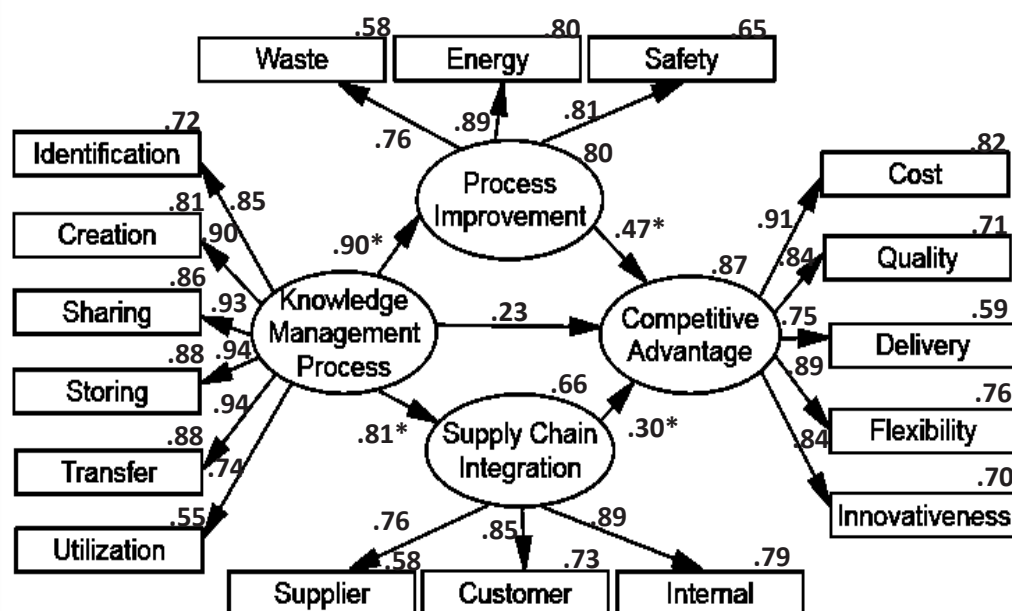 .58
.80
.65
Waste
Energy
Safety
.76
.89
.81
.72
Identification
.85
.81
Creation
.90
.86
Sharing
.93
.88
Storing
.94
.88
Transfer
.94
.55
Utilization
.74
Knowledge
Management
Process
.90*
.23
.81*
.80
Process
Improvement
.47*
.66
Supply Chain
Integration
.30*
.87
Competitive
Advantage
.82
Cost
.91
.71
Quality
.84
.59
Delivery
.75
.76
Flexibility
.89
.70
Innovativeness
.84
.76
.85
.89
.58
.73
.79
Supplier
Customer
Internal